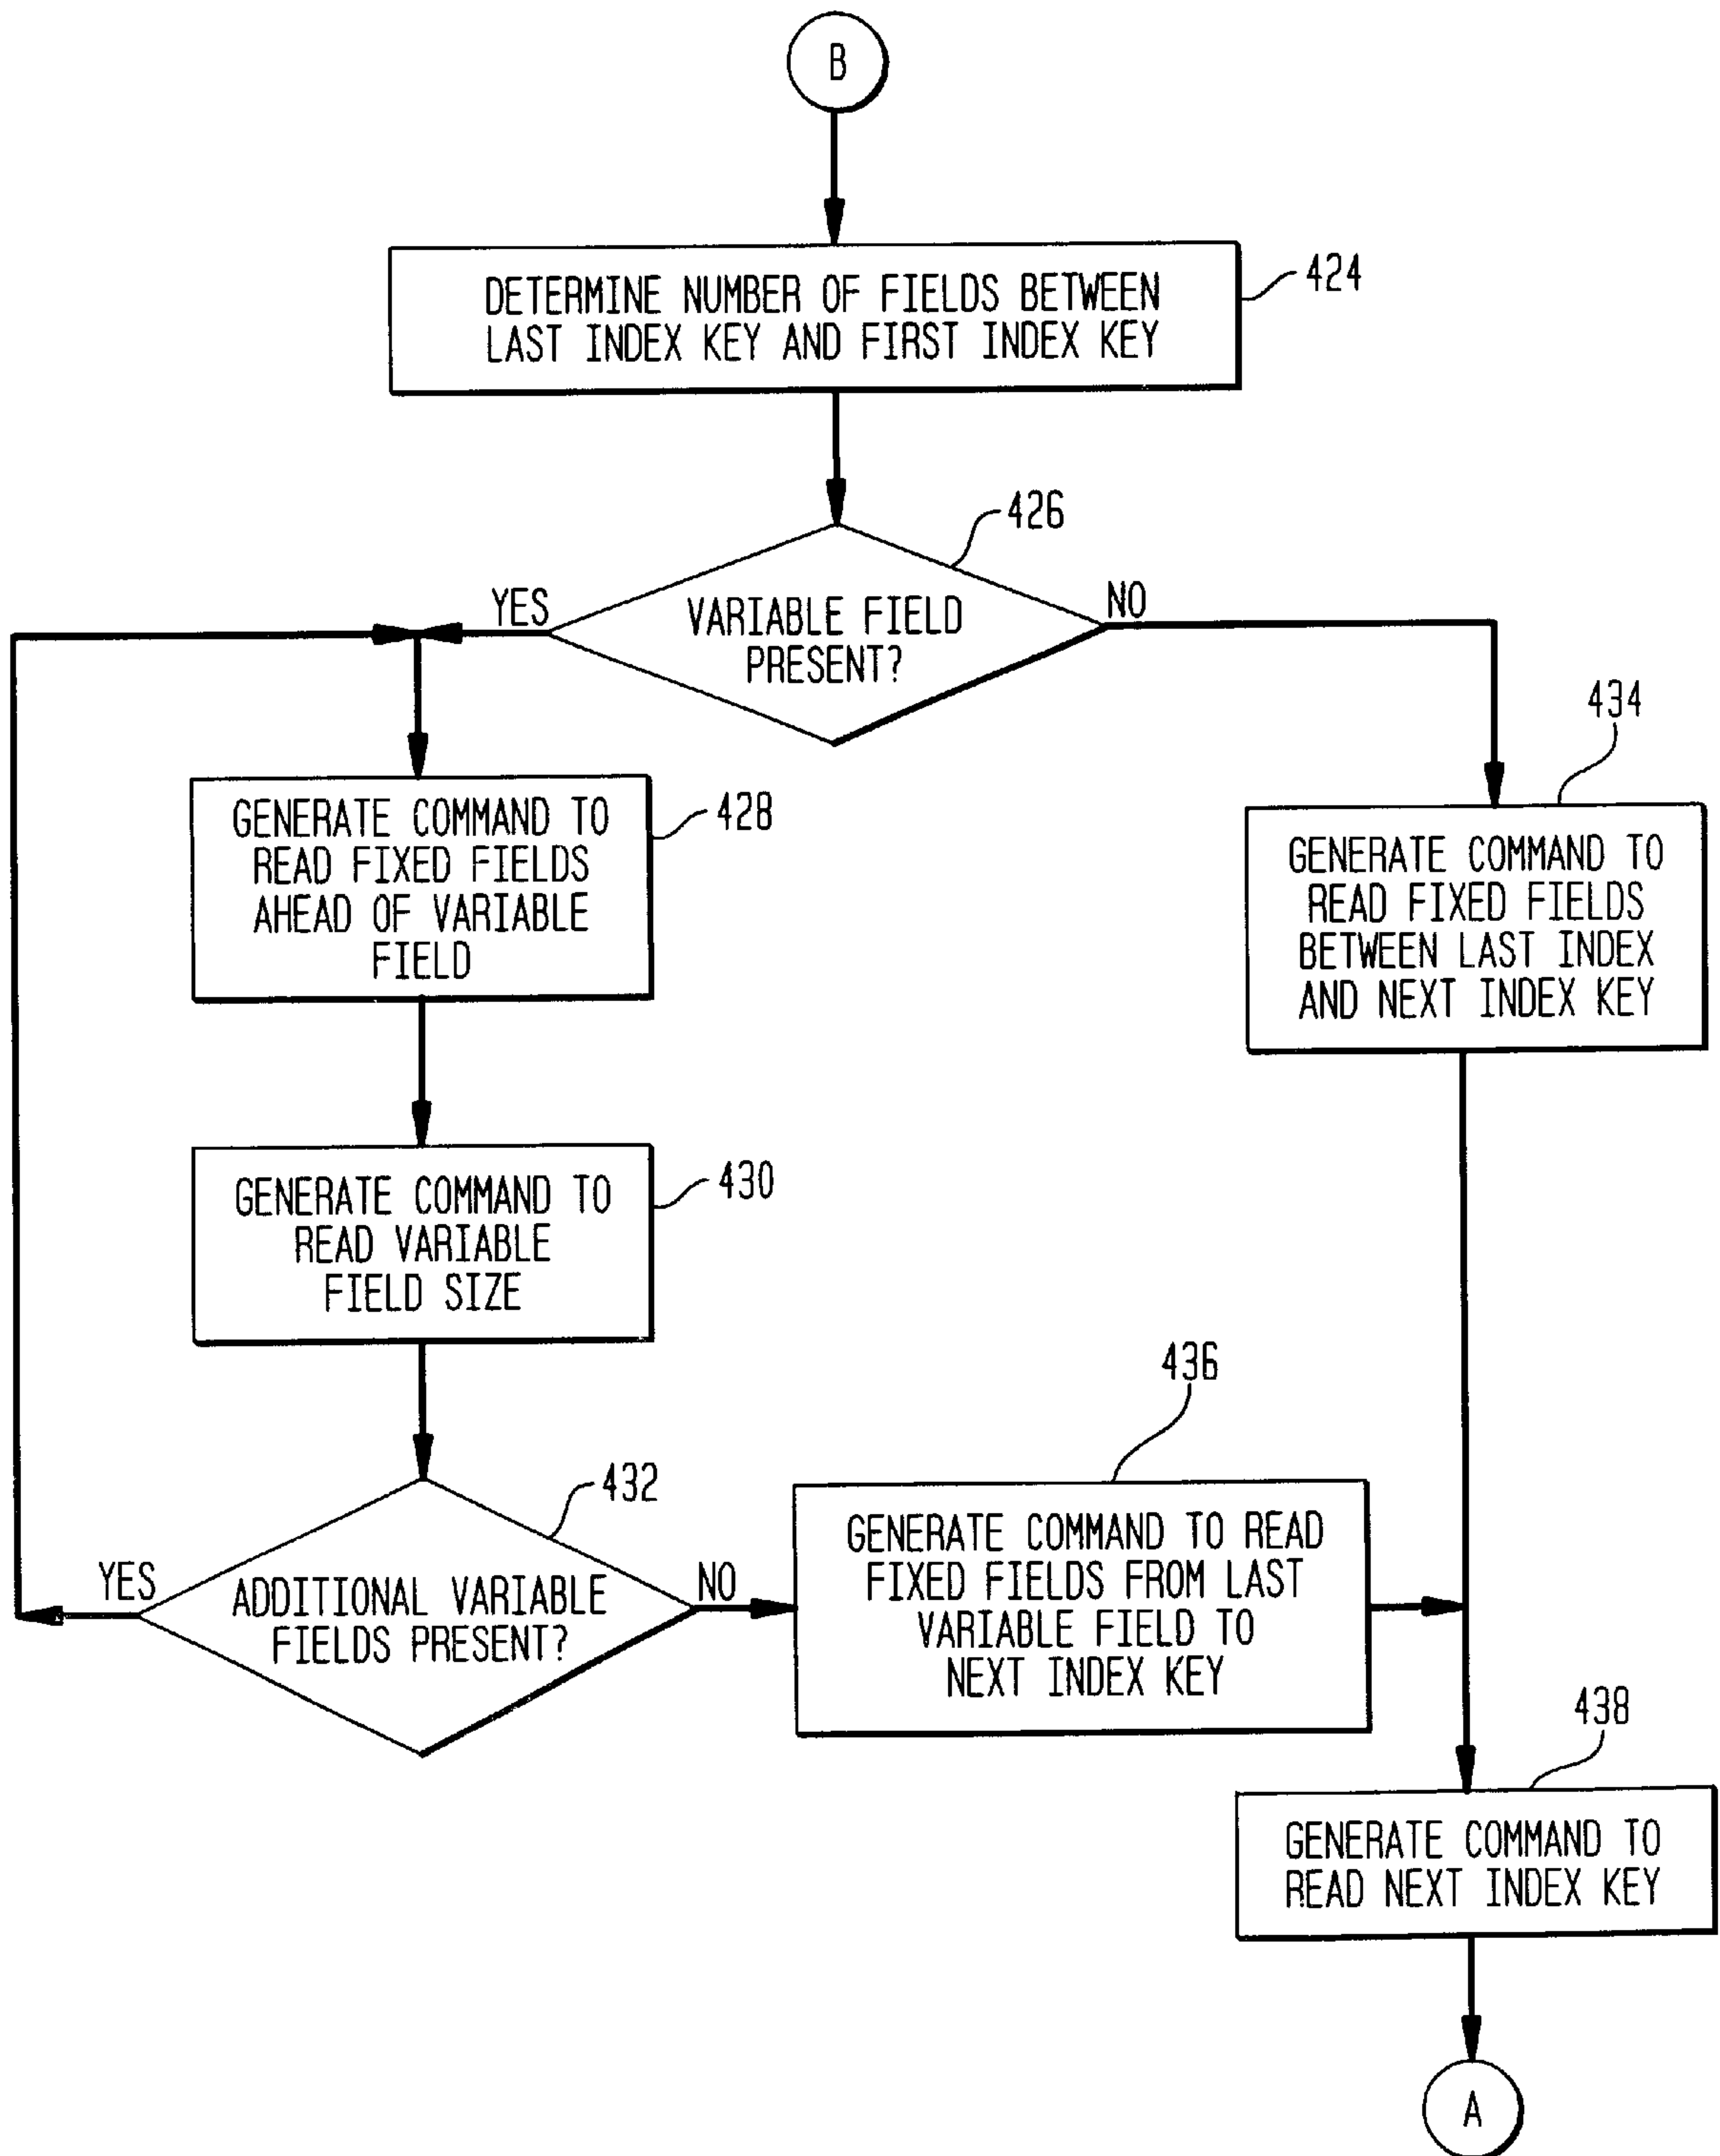 B
DETERMINE NUMBER OF FIELDS BETWEEN
LAST INDEX KEY AND FIRST INDEX KEY
424
426
YES
VARIABLE FIELD
PRESENT?
NO
434
GENERATE COMMAND TO
READ FIXED FIELDS
AHEAD OF VARIABLE
FIELD
428
GENERATE COMMAND TO
READ FIXED FIELDS
BETWEEN LAST INDEX
AND NEXT INDEX KEY
GENERATE COMMAND TO
READ VARIABLE
FIELD SIZE
430
436
432
YES
ADDITIONAL VARIABLE
FIELDS PRESENT?
NO
GENERATE COMMAND TO READ
FIXED FIELDS FROM LAST
VARIABLE FIELD TO
NEXT INDEX KEY
438
GENERATE COMMAND TO
READ NEXT INDEX KEY
A